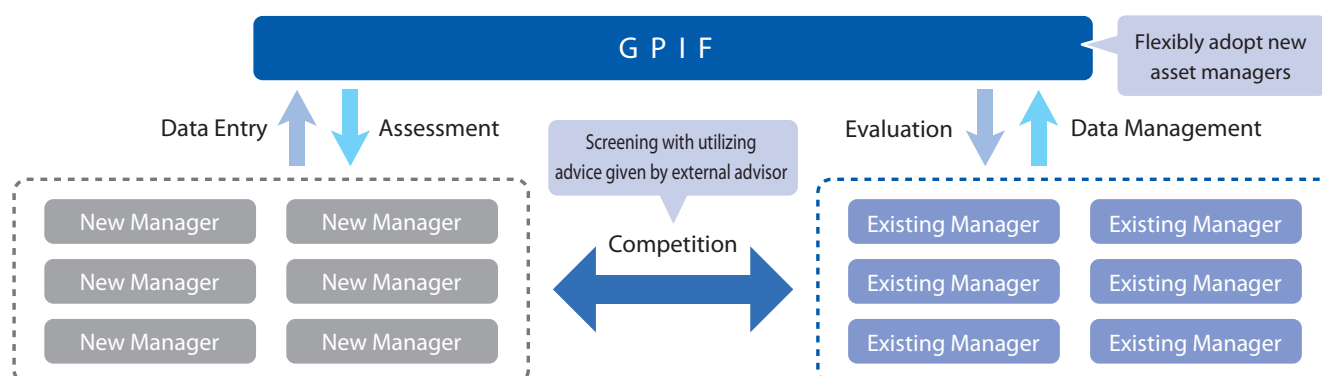 GPIF
Flexibly adopt new
asset managers
Data Entry
Assessment
Screening with utilizing
advice given by external advisor
Evaluation
Data Management
Competition
New Manager
New Manager
Existing Manager
Existing Manager
New Manager
New Manager
Existing Manager
Existing Manager
New Manager
New Manager
Existing Manager
Existing Manager